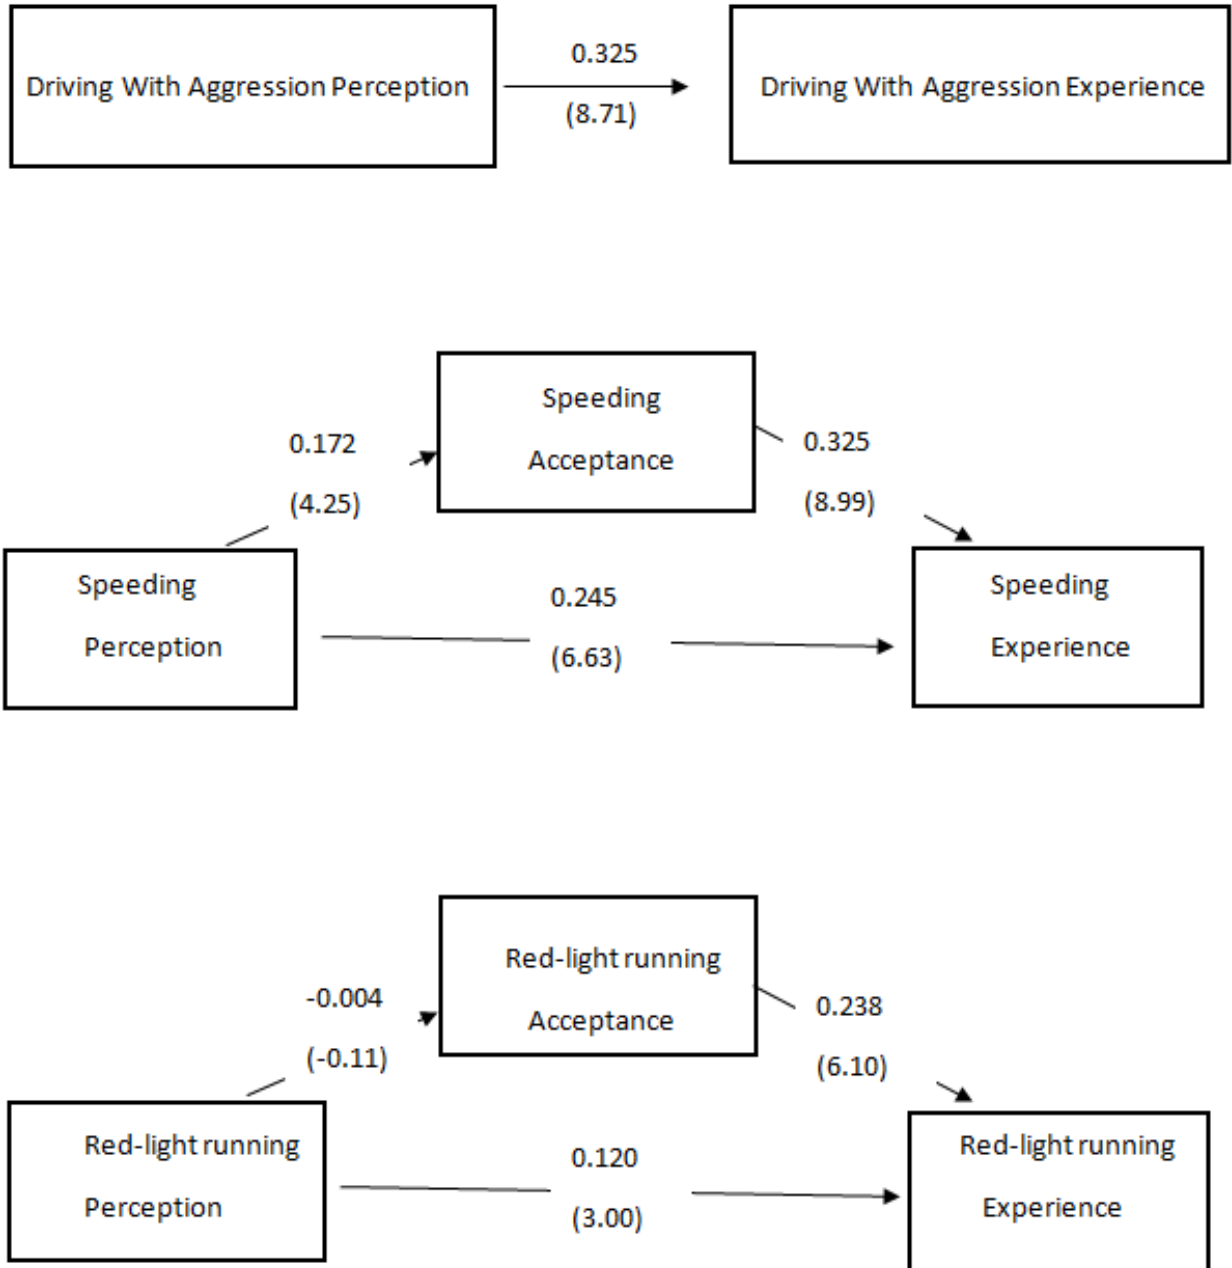 0.325
Driving With Aggression Perception
Driving With Aggression Experience
(8.71)
Speeding
Acceptance
0.172
(4.25)
0.325
(8.99)
Speeding
Perception
0.245
(6.63)
Speeding
Experience
Red-light running
Acceptance
-0.004
(-0.11)
0.238
(6.10)
Red-light running
Perception
0.120
(3.00)
Red-light running
Experience